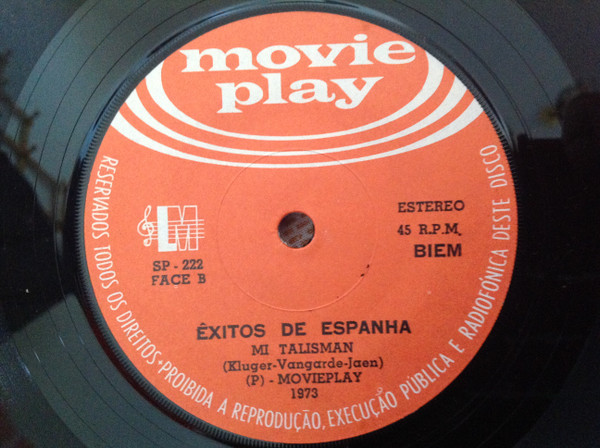 movie
play
LM
SP - 222
FACE B
ESTEREO
45 R.P.M.
BIEM
ÊXITOS DE ESPANHA
MI TALISMAN
(Kluger-Vangarde-Jaen)
(P) - MOVIEPLAY
1973
RESERVADOS TODOS OS DIREITOS • PROIBIDA A REPRODUÇÃO, EXECUÇÃO PÚBLICA E RADIOFÓNICA DESTE DISCO